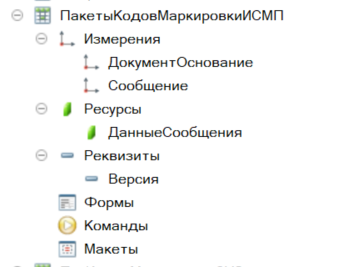 ПакетыКодовМаркировкиИСМП
Измерения
ДокументОснование
Сообщение
Ресурсы
ДанныеСообщения
Реквизиты
Версия
Формы
Команды
Макеты